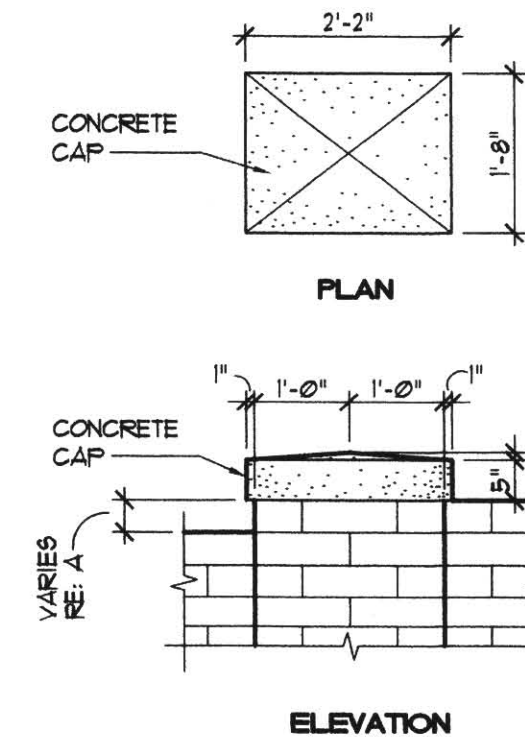 2'-2"
CONCRETE
CAP
1'-8"
PLAN
1"
1'-0"
1'-0"
1"
CONCRETE
CAP
5"
VARIES
RE: A
ELEVATION